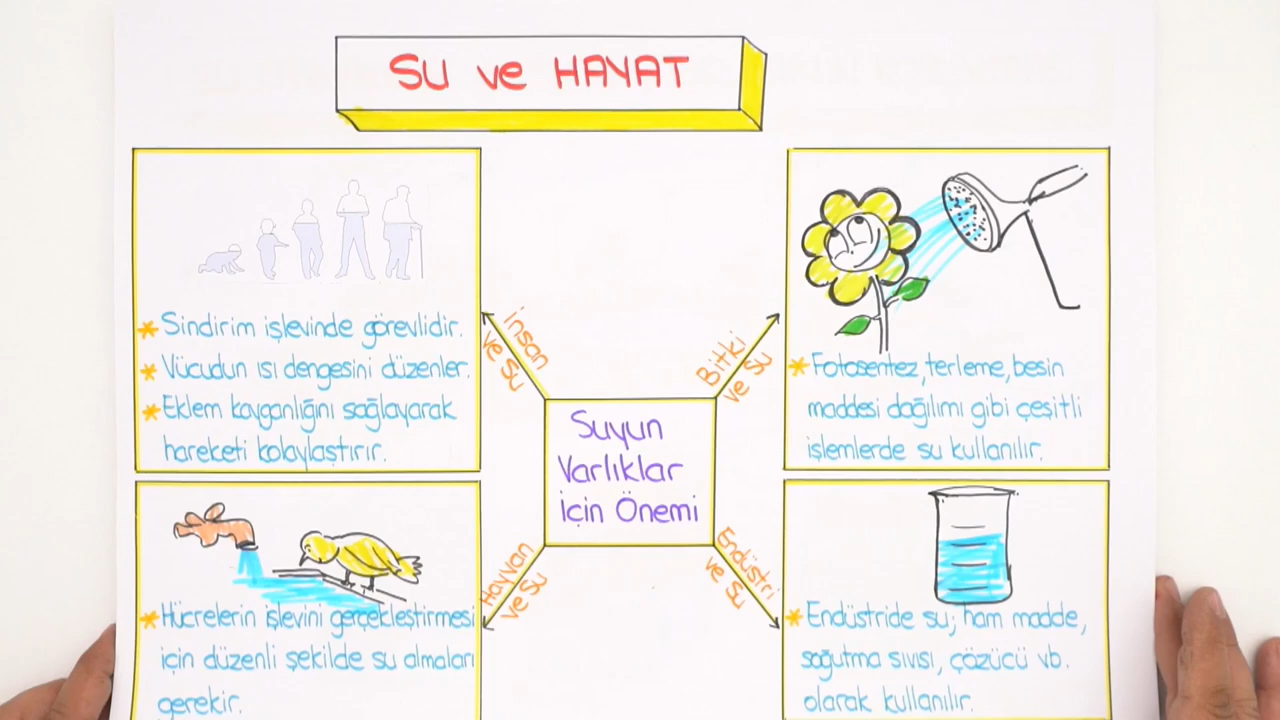 SU ve HAYAT
İnsan
ve Su
* Sindirim işlevinde görevlidir.
* Vücudun ısı dengesini düzenler.
* Eklem kayganlığını sağlayarak
hareketi kolaylaştırır.
Bitki
ve Su
* Fotosentez, terleme, besin
maddesi dağılımı gibi çeşitli
işlemlerde su kullanılır.
Suyun
Varlıklar
İçin Önemi
Hayvan
ve Su
* Hücrelerin işlevini gerçekleştirmesi
için düzenli şekilde su almaları
gerekir.
Endüstri
ve Su
* Endüstride su; ham madde,
soğutma sıvısı, çözücü vb.
olarak kullanılır.